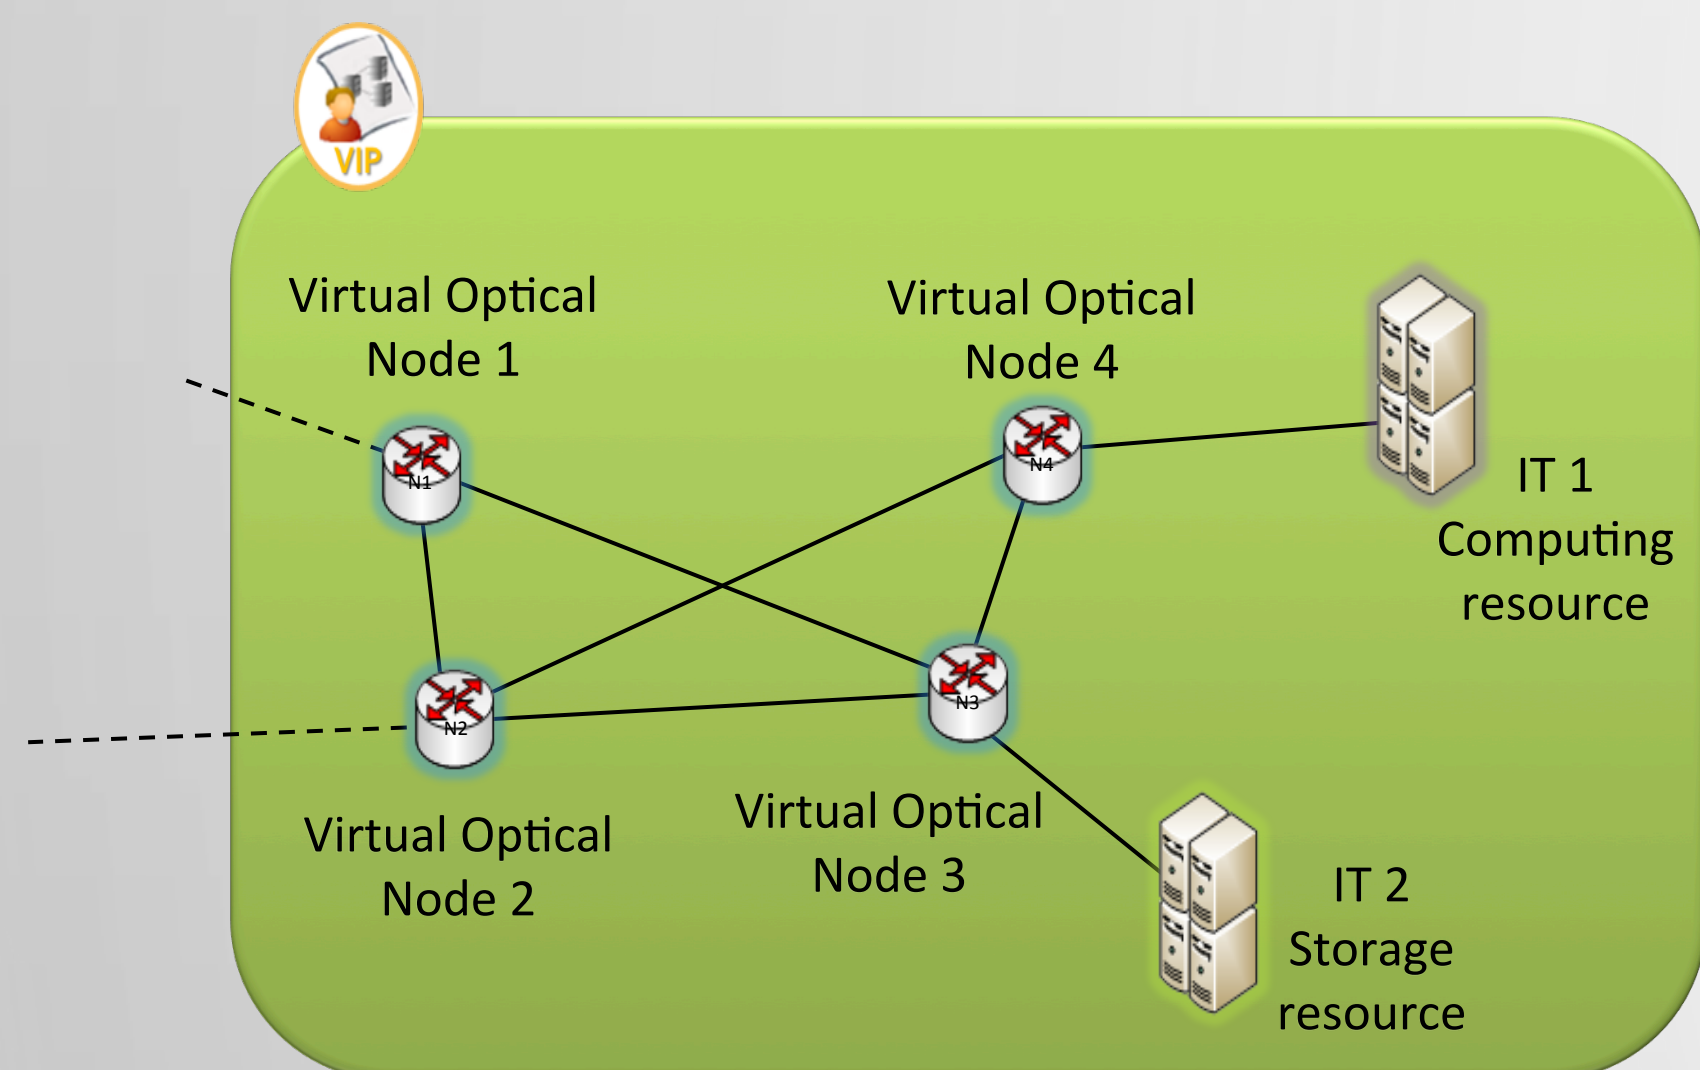 VIP
Virtual Optical
Node 1
Virtual Optical
Node 4
N1
N4
IT 1
Computing
resource
N2
N3
Virtual Optical
Node 2
Virtual Optical
Node 3
IT 2
Storage
resource